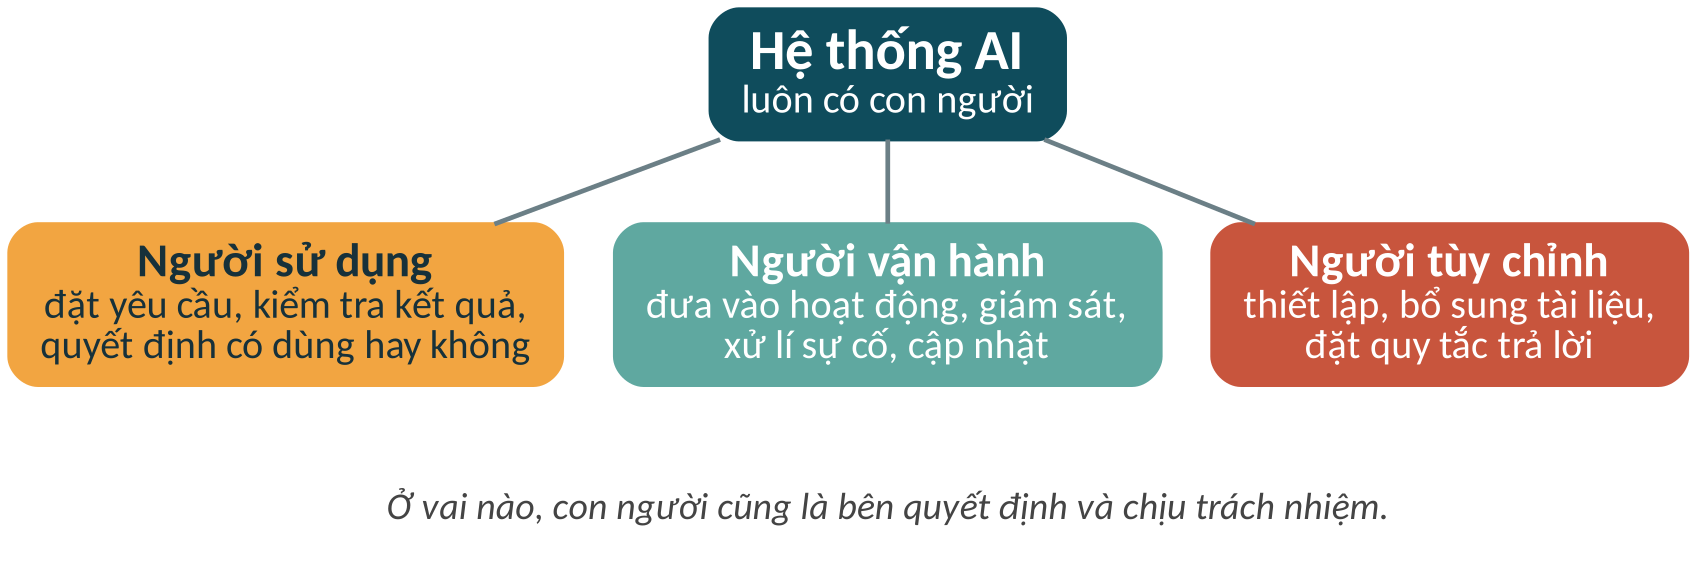 Hệ thống AI
luôn có con người
Người sử dụng
đặt yêu cầu, kiểm tra kết quả,
quyết định có dùng hay không
Người vận hành
đưa vào hoạt động, giám sát,
xử lí sự cố, cập nhật
Người tùy chỉnh
thiết lập, bổ sung tài liệu,
đặt quy tắc trả lời
Ở vai nào, con người cũng là bên quyết định và chịu trách nhiệm.